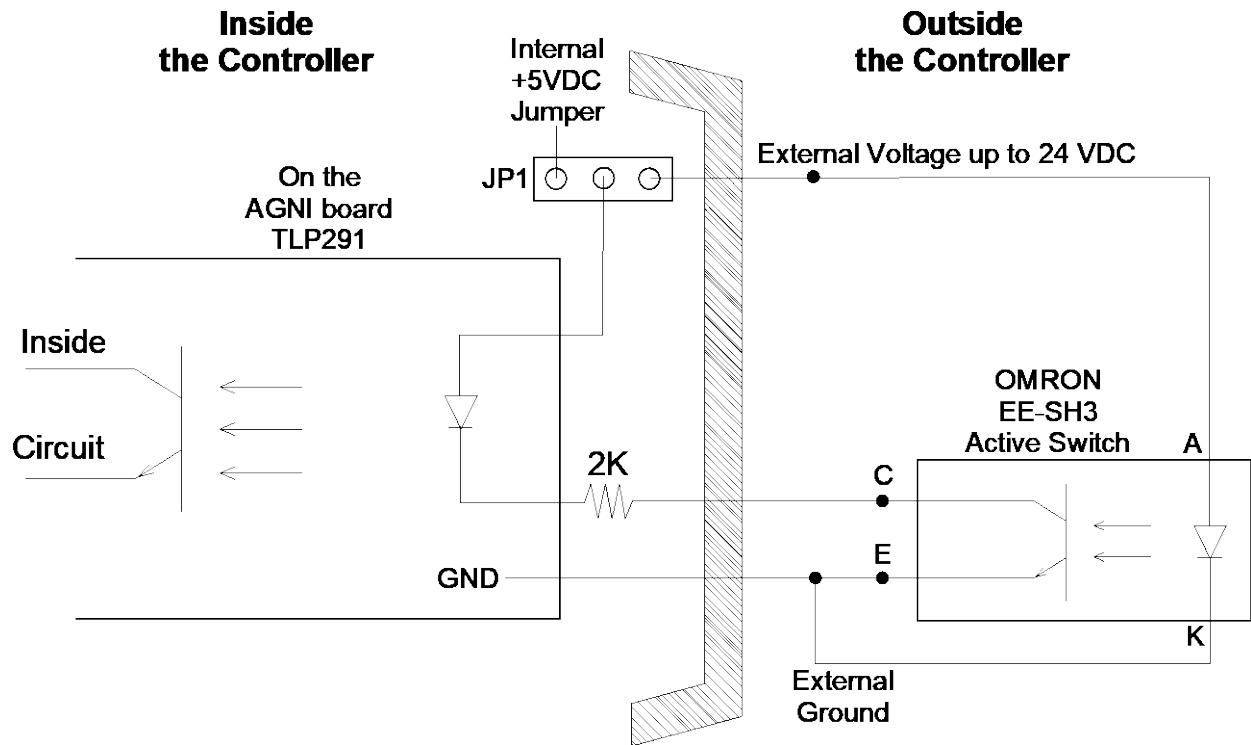 Inside
the Controller
Outside
the Controller
Internal
+5VDC
Jumper
JP1
External Voltage up to 24 VDC
On the
AGNI board
TLP291
Inside
Circuit
2K
GND
OMRON
EE-SH3
Active Switch
A
C
E
K
External
Ground